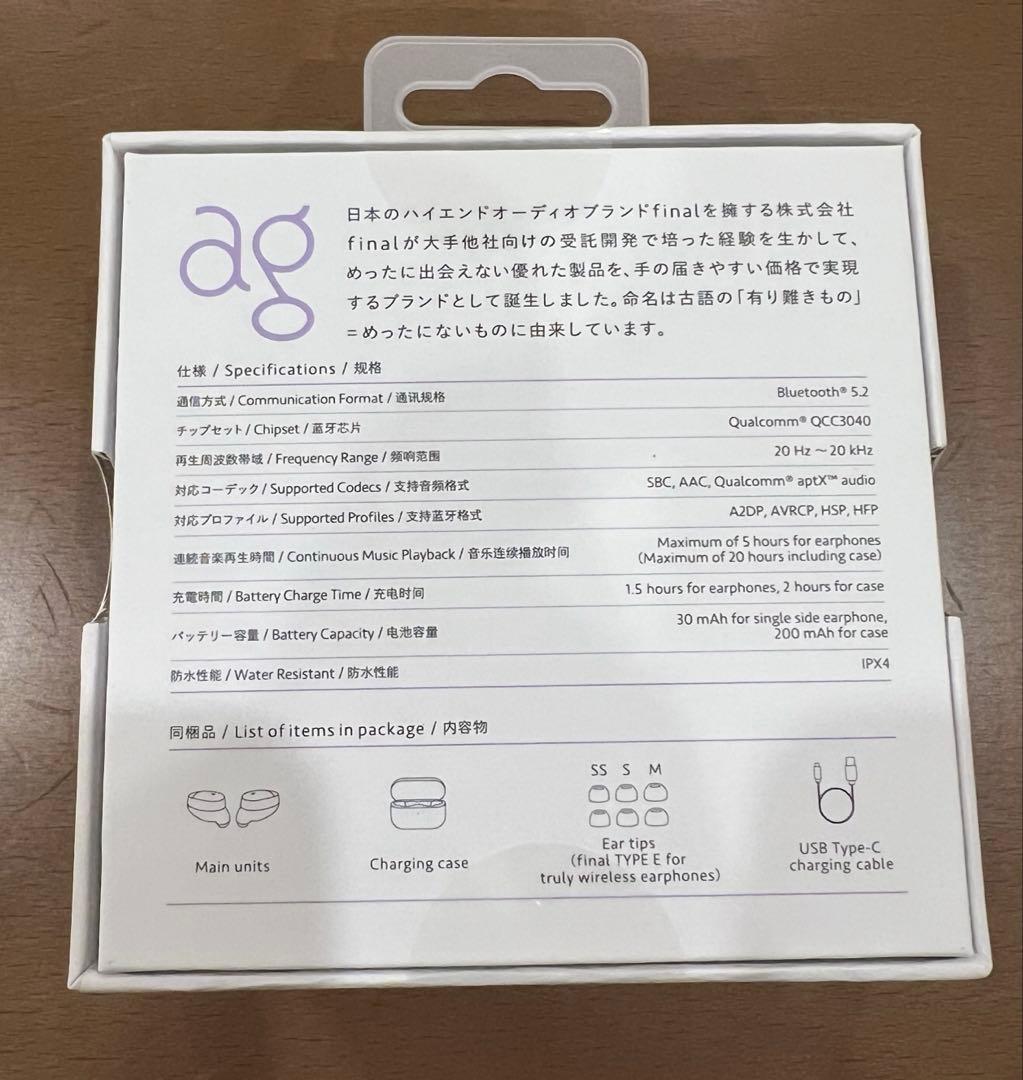 ag
日本のハイエンドオーディオブランドfinalを擁する株式会社
finalが大手他社向けの受託開発で培った経験を生かして、
めったに出会えない優れた製品を、手の届きやすい価格で実現
するブランドとして誕生しました。命名は古語の「有り難きもの」
=めったにないものに由来しています。
仕様 / Specifications / 规格
通信方式 / Communication Format / 通讯规格 Bluetooth® 5.2
チップセット / Chipset / 蓝牙芯片 Qualcomm® QCC3040
再生周波数帯域 / Frequency Range / 频响范围 20 Hz ～ 20 kHz
対応コーデック / Supported Codecs / 支持音频格式 SBC, AAC, Qualcomm® aptX™ audio
対応プロファイル / Supported Profiles / 支持蓝牙格式 A2DP, AVRCP, HSP, HFP
連続音楽再生時間 / Continuous Music Playback / 音乐连续播放时间 Maximum of 5 hours for earphones
(Maximum of 20 hours including case)
充電時間 / Battery Charge Time / 充电时间 1.5 hours for earphones, 2 hours for case
バッテリー容量 / Battery Capacity / 电池容量 30 mAh for single side earphone,
200 mAh for case
防水性能 / Water Resistant / 防水性能 IPX4
同梱品 / List of items in package / 内容物
SS S M
Main units
Charging case
Ear tips
(final TYPE E for
truly wireless earphones)
USB Type-C
charging cable